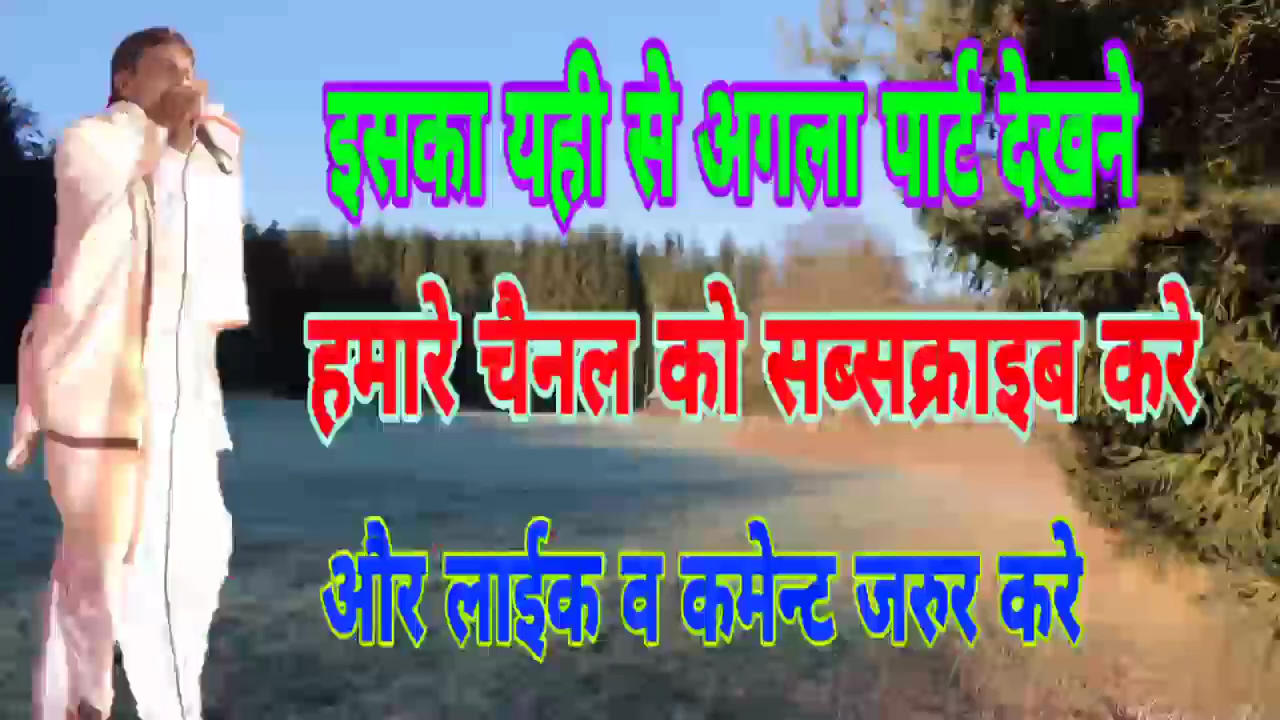 इसका यही से अगला पार्ट देखने
हमारे चैनल को सब्सक्राइब करे
और लाईक व कमेन्ट जरुर करे